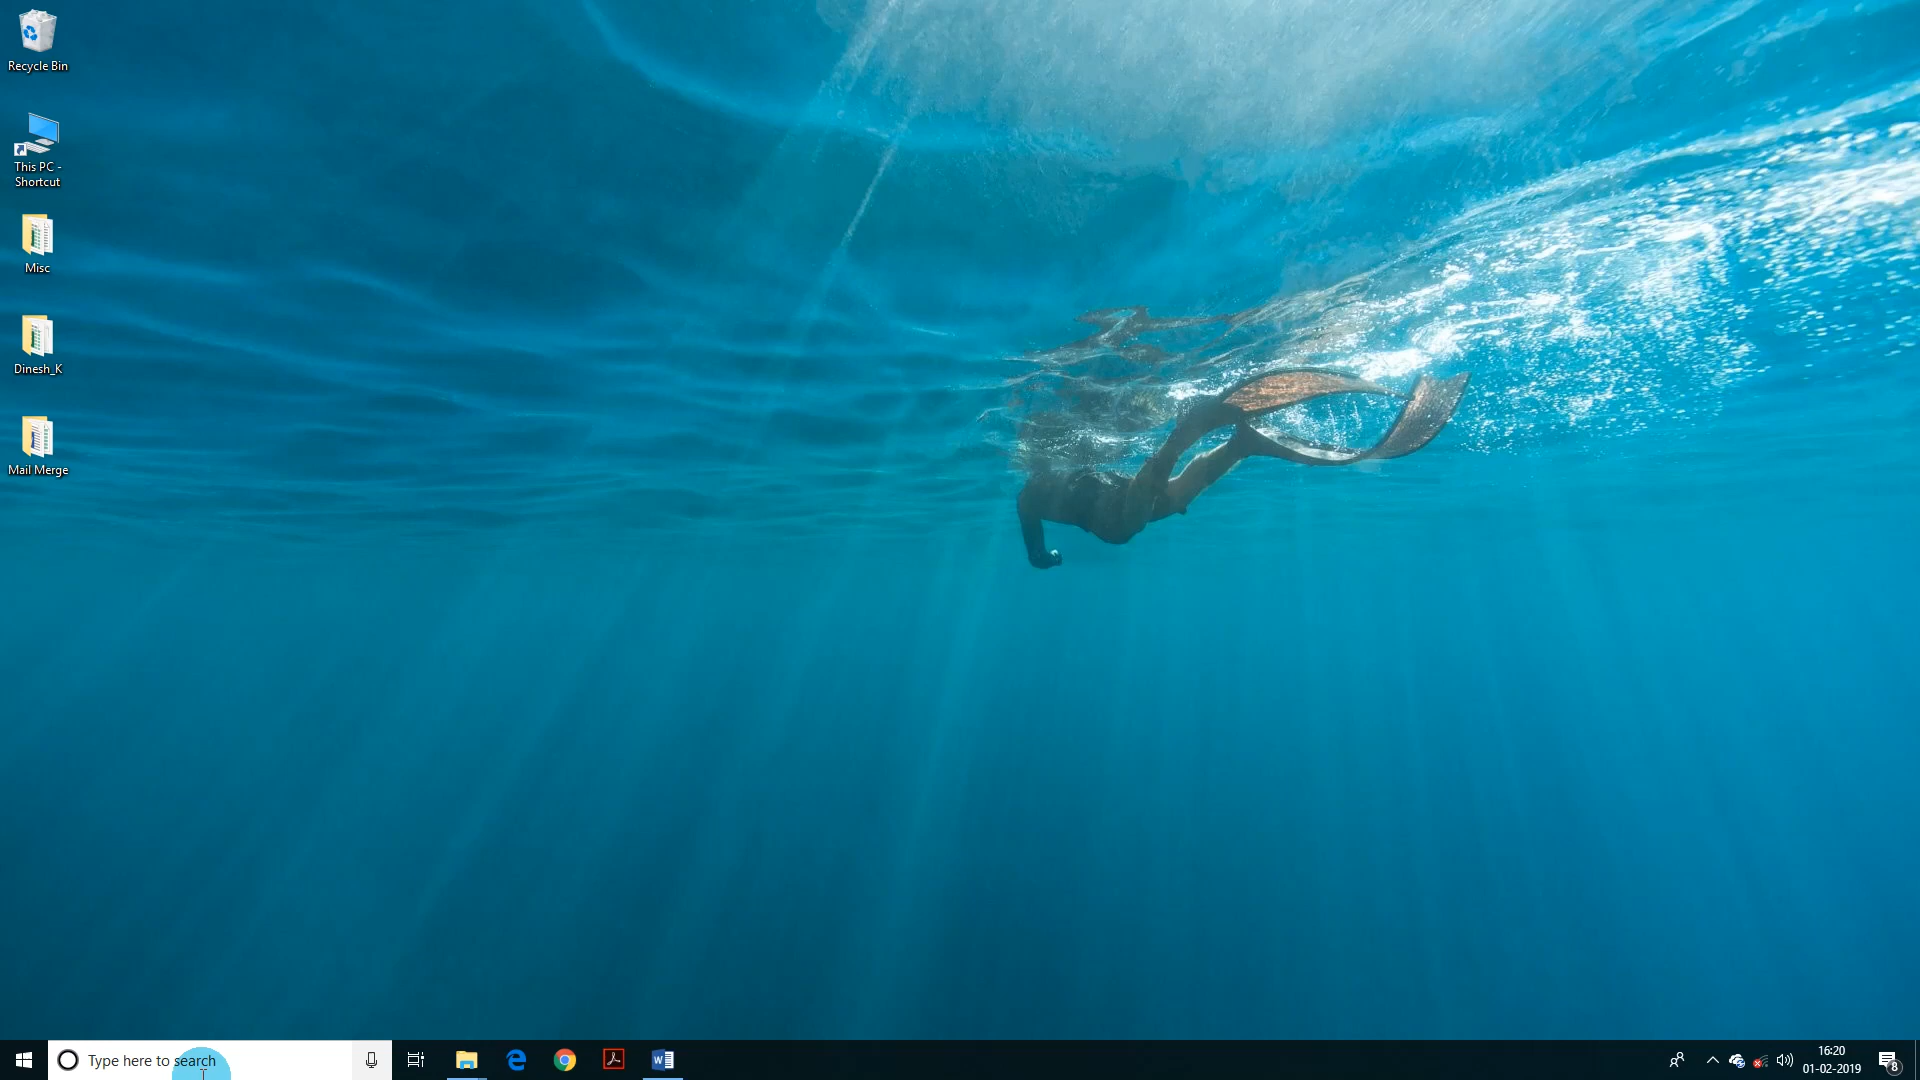 Recycle Bin
This PC -
Shortcut
Misc
Dinesh_K
Mail Merge
Type here to search
16:20
01-02-2019
8